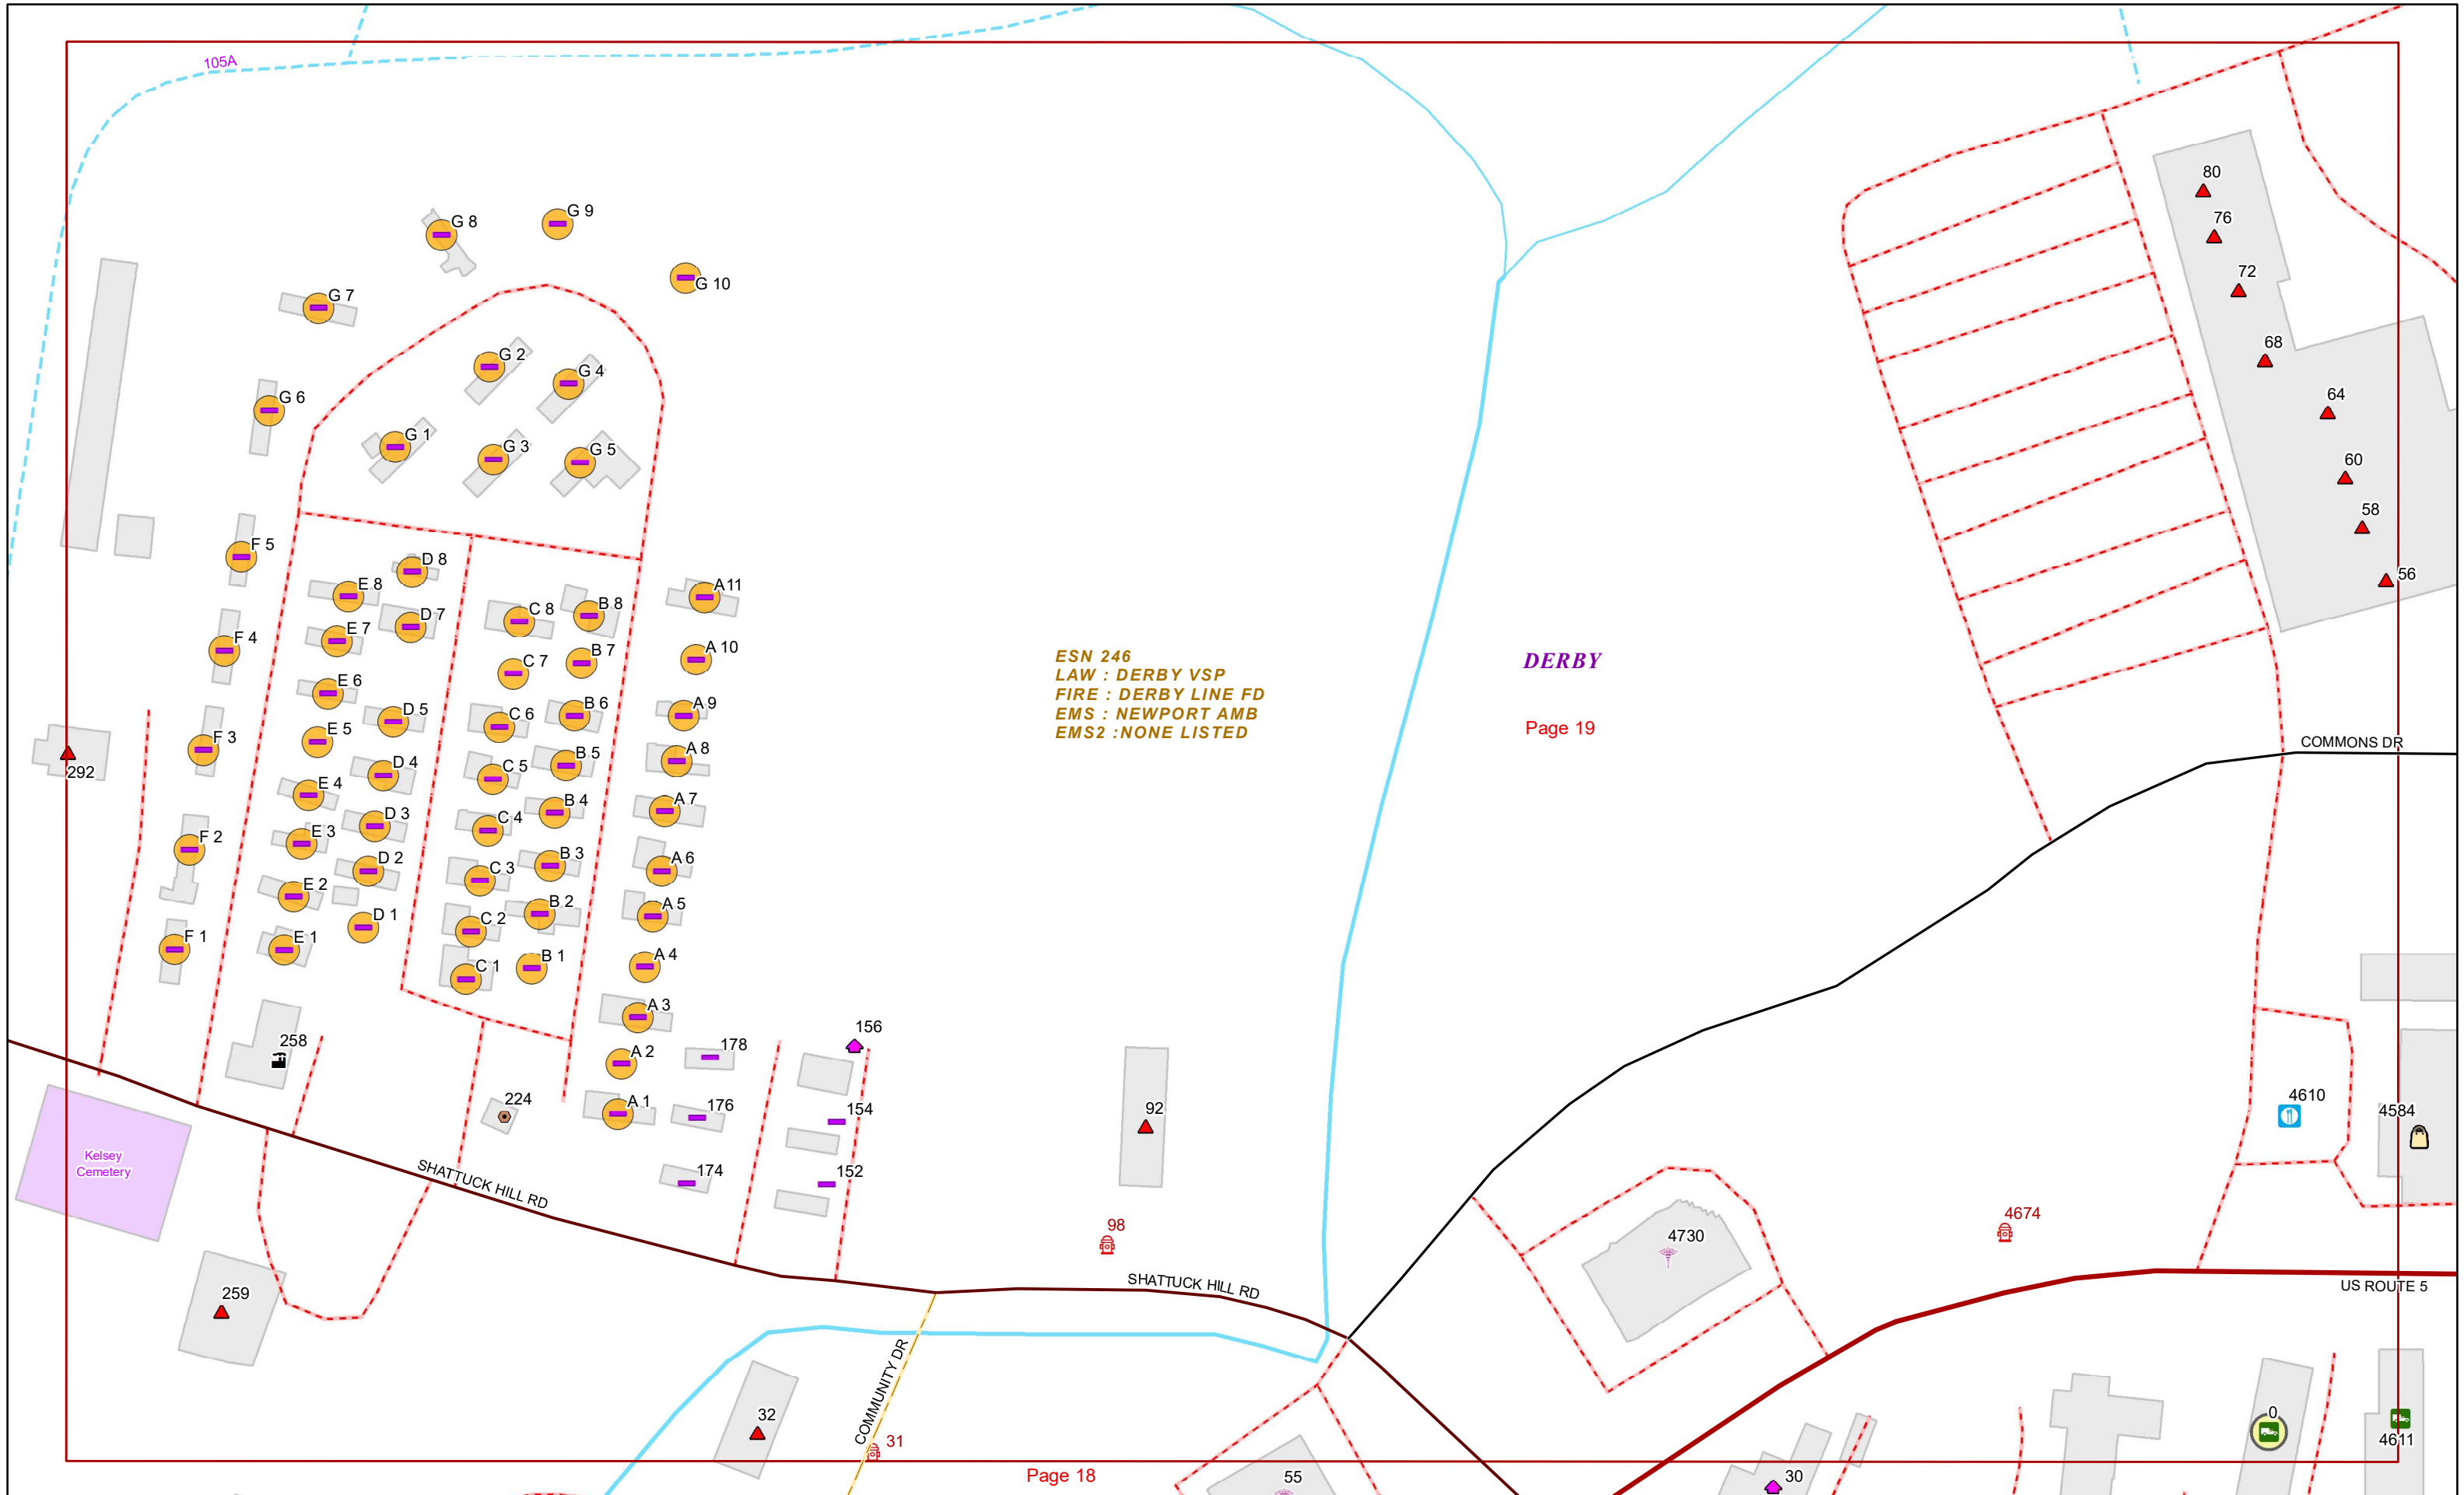 105A
G 8
G 9
G 10
G 7
G 2
G 4
G 6
G 1
G 3
G 5
80
76
72
68
64
60
58
56
F 5
D 8
E 8
D 7
E 7
C 8
B 8
A 11
F 4
C 7
B 7
A 10
E 6
D 5
C 6
B 6
A 9
F 3
E 5
D 4
C 5
B 5
A 8
292
E 4
D 3
C 4
B 4
A 7
F 2
E 3
D 2
C 3
B 3
A 6
E 2
D 1
C 2
B 2
A 5
F 1
E 1
C 1
B 1
A 4
A 3
ESN 246
LAW : DERBY VSP
FIRE : DERBY LINE FD
EMS : NEWPORT AMB
EMS2 :NONE LISTED
DERBY
Page 19
COMMONS DR
258
A 2
178
156
224
A 1
176
154
92
4610
4584
Kelsey
Cemetery
SHATTUCK HILL RD
174
152
98
4730
4674
259
SHATTUCK HILL RD
US ROUTE 5
COMMUNITY DR
32
31
0
4611
Page 18
55
30